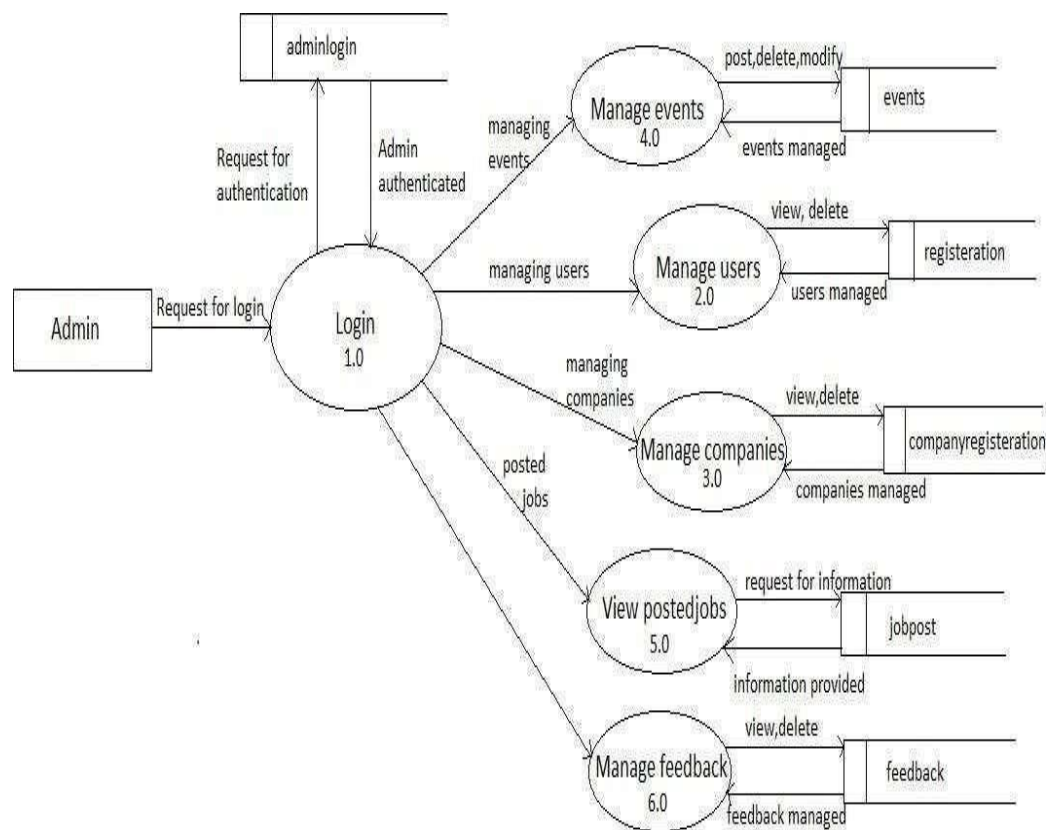 adminlogin
Request for
authentication
Admin
authenticated
Admin
Request for login
Login
1.0
managing
events
Manage events
4.0
post,delete,modify
events managed
events
managing users
Manage users
2.0
view, delete
users managed
registeration
managing
companies
Manage companies
3.0
view,delete
companies managed
companyregisteration
posted
jobs
View postedjobs
5.0
request for information
information provided
jobpost
Manage feedback
6.0
view,delete
feedback managed
feedback